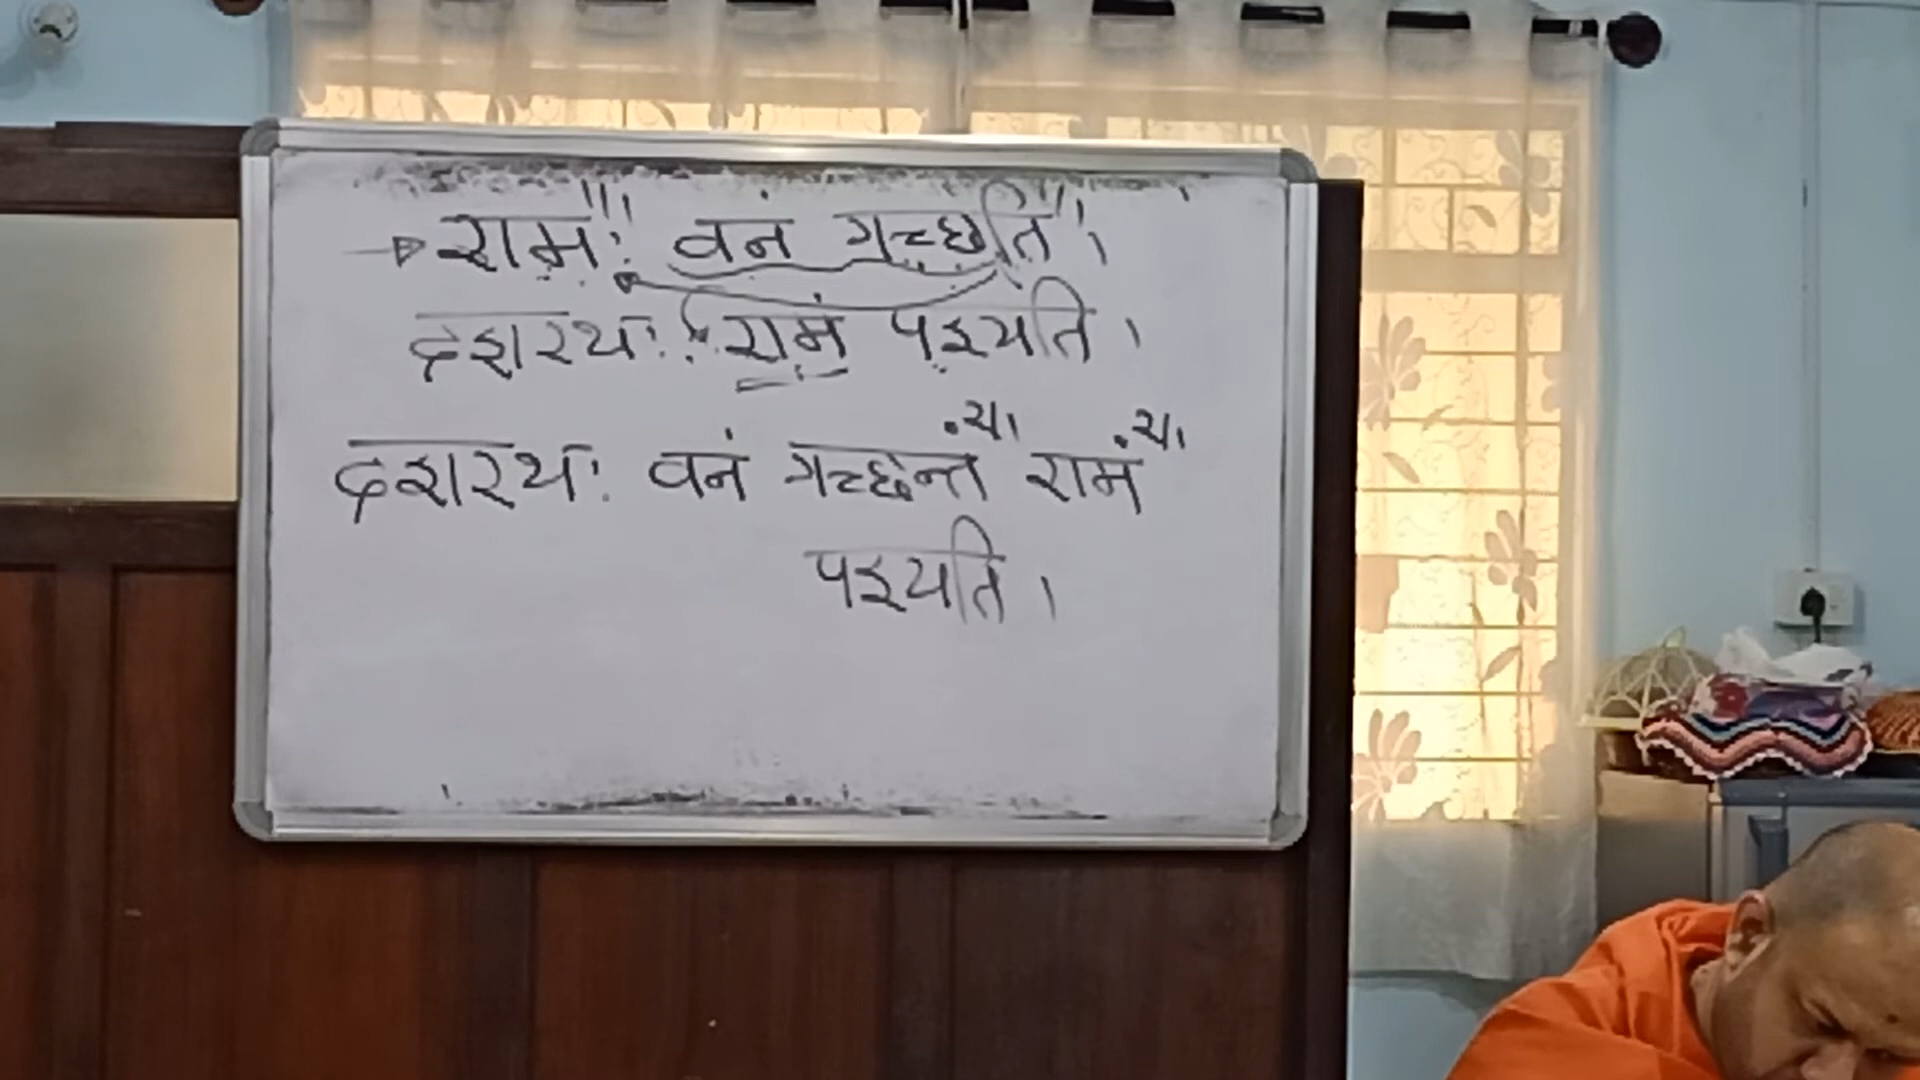 रामः वनं गच्छति ।
दशरथः रामं पश्यति ।
दशरथः वनं गच्छन्तं रामं
पश्यति ।